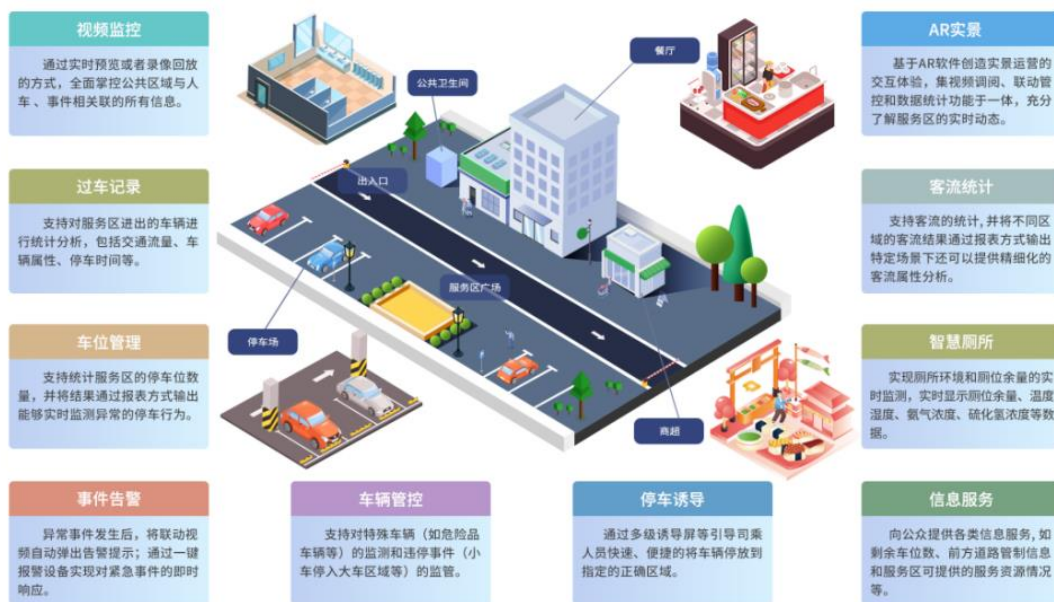 视频监控
通过实时预览或者录像回放
的方式，全面掌控公共区域与人
车、事件相关联的所有信息。
过车记录
支持对服务区进出的车辆进
行统计分析，包括交通流量、车
辆属性、停车时间等。
车位管理
支持统计服务区的停车位数
量，并将结果通过报表方式输出
能够实时监测异常的停车行为。
事件告警
异常事件发生后，将联动视
频自动弹出告警提示；通过一键
报警设备实现对紧急事件的即时
响应。
车辆管控
支持对特殊车辆（如危险品
车辆等）的监测和违停事件（小
车停入大车区域等）的监管。
停车诱导
通过多级诱导屏等引导司乘
人员快速、便捷的将车辆停放到
指定的正确区域。
餐厅
公共卫生间
出入口
服务区广场
停车场
商超
AR实景
基于AR软件创造实景运营的
交互体验，集视频调阅、联动管
控和数据统计功能于一体，充分
了解服务区的实时动态。
客流统计
支持客流的统计,并将不同区
域的客流结果通过报表方式输出
特定场景下还可以提供精细化的
客流属性分析。
智慧厕所
实现厕所环境和厕位余量的实
时监测，实时显示厕位余量、温度
湿度、氨气浓度、硫化氢浓度等数
据。
信息服务
向公众提供各类信息服务, 如
剩余车位数、前方道路管制信息
和服务区可提供的服务资源情况
等。